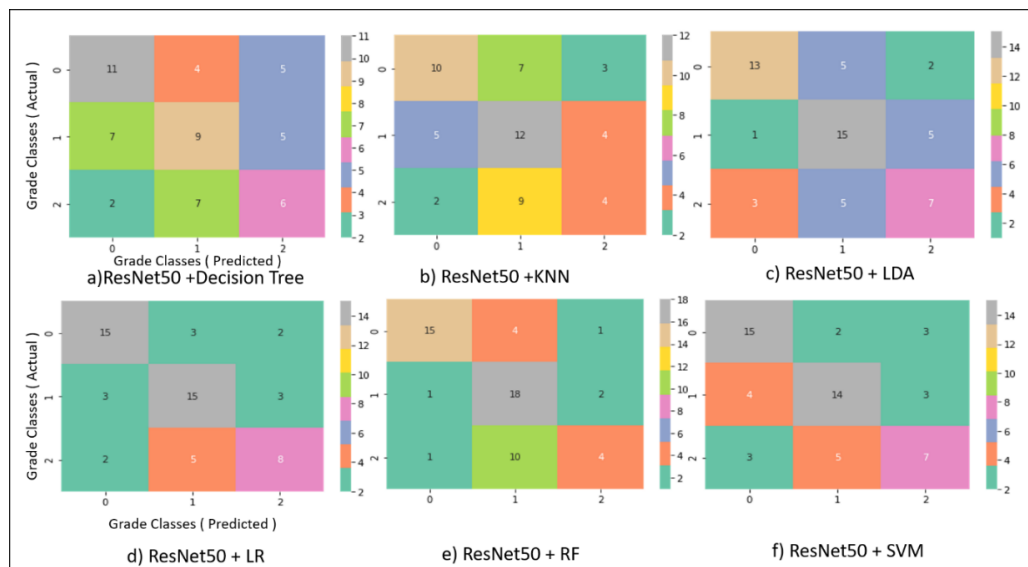 Grade Classes ( Actual )
0
1
2
11 4 5
7 9 5
2 7 6
0 1 2
Grade Classes ( Predicted )
11
10
9
8
7
6
5
4
3
2
a)ResNet50 +Decision Tree
0
1
2
10 7 3
5 12 4
2 9 4
0 1 2
12
10
8
6
4
2
b) ResNet50 +KNN
0
1
2
13 5 2
1 15 5
3 5 7
0 1 2
14
12
10
8
6
4
2
c) ResNet50 + LDA
Grade Classes ( Actual )
0
1
2
15 3 2
3 15 3
2 5 8
0 1 2
Grade Classes ( Predicted )
14
12
10
8
6
4
2
d) ResNet50 + LR
0
1
2
15 4 1
1 18 2
1 10 4
0 1 2
18
16
14
12
10
8
6
4
2
e) ResNet50 + RF
0
1
2
15 2 3
4 14 3
3 5 7
0 1 2
14
12
10
8
6
4
2
f) ResNet50 + SVM